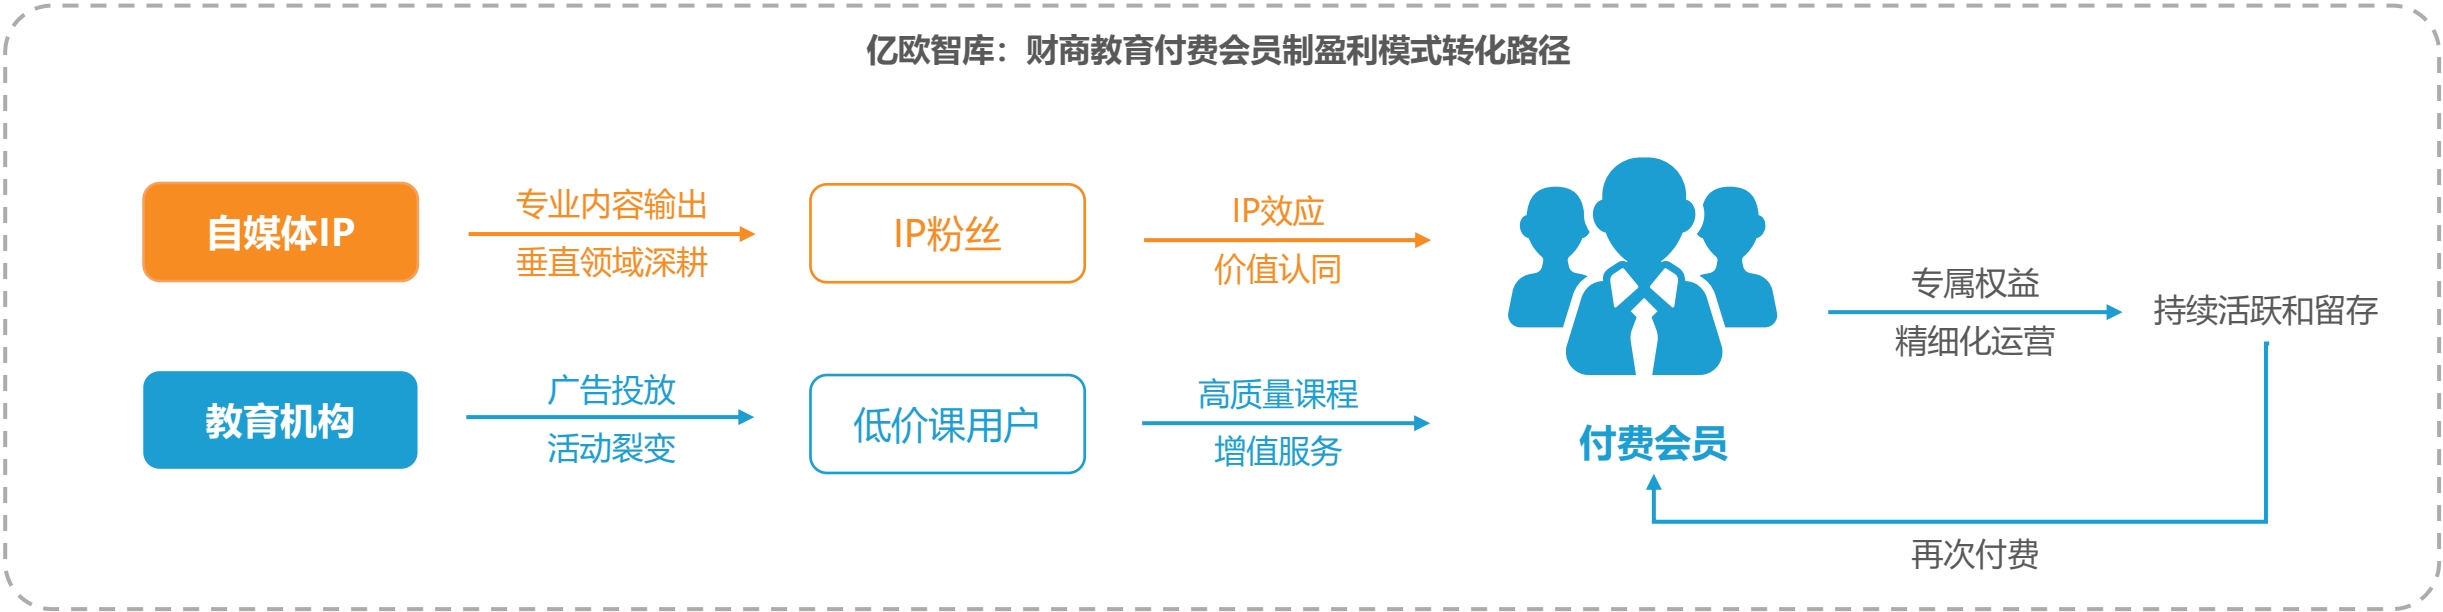 亿欧智库：财商教育付费会员制盈利模式转化路径
自媒体IP
专业内容输出
垂直领域深耕
IP粉丝
IP效应
价值认同
教育机构
广告投放
活动裂变
低价课用户
高质量课程
增值服务
付费会员
专属权益
精细化运营
持续活跃和留存
再次付费